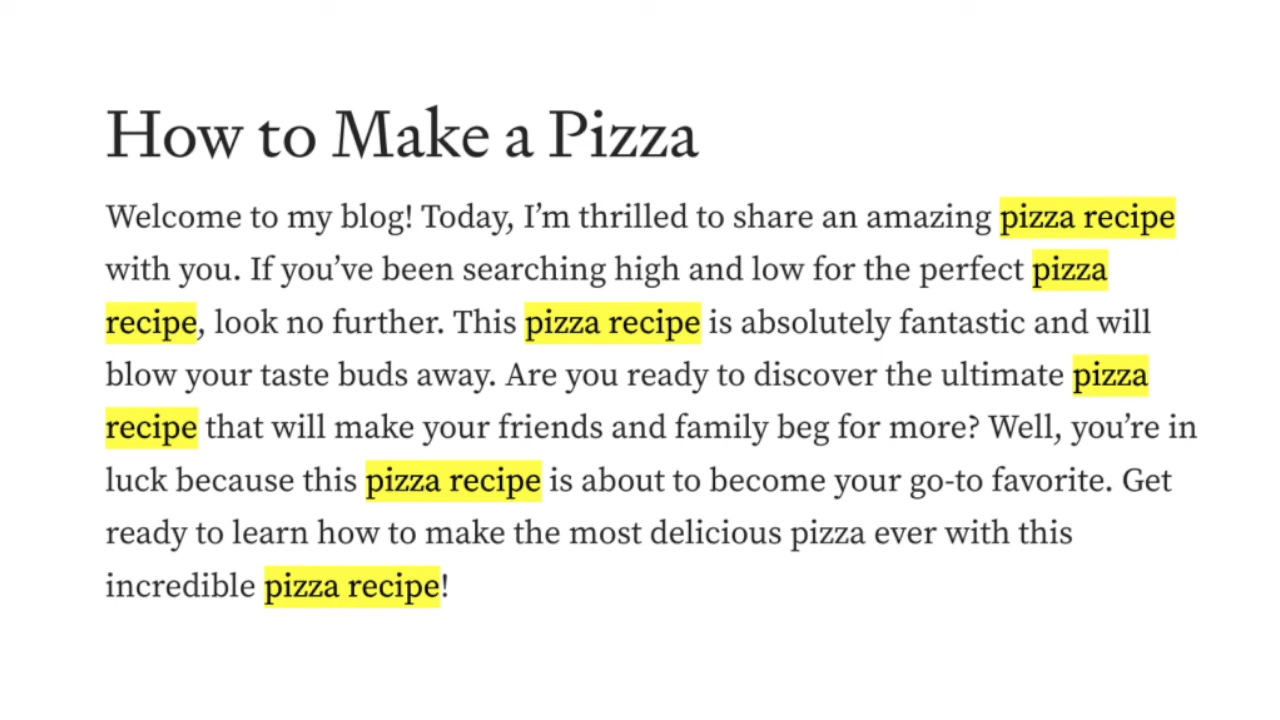 How to Make a Pizza
Welcome to my blog! Today, I’m thrilled to share an amazing pizza recipe
with you. If you’ve been searching high and low for the perfect pizza
recipe, look no further. This pizza recipe is absolutely fantastic and will
blow your taste buds away. Are you ready to discover the ultimate pizza
recipe that will make your friends and family beg for more? Well, you’re in
luck because this pizza recipe is about to become your go-to favorite. Get
ready to learn how to make the most delicious pizza ever with this
incredible pizza recipe!